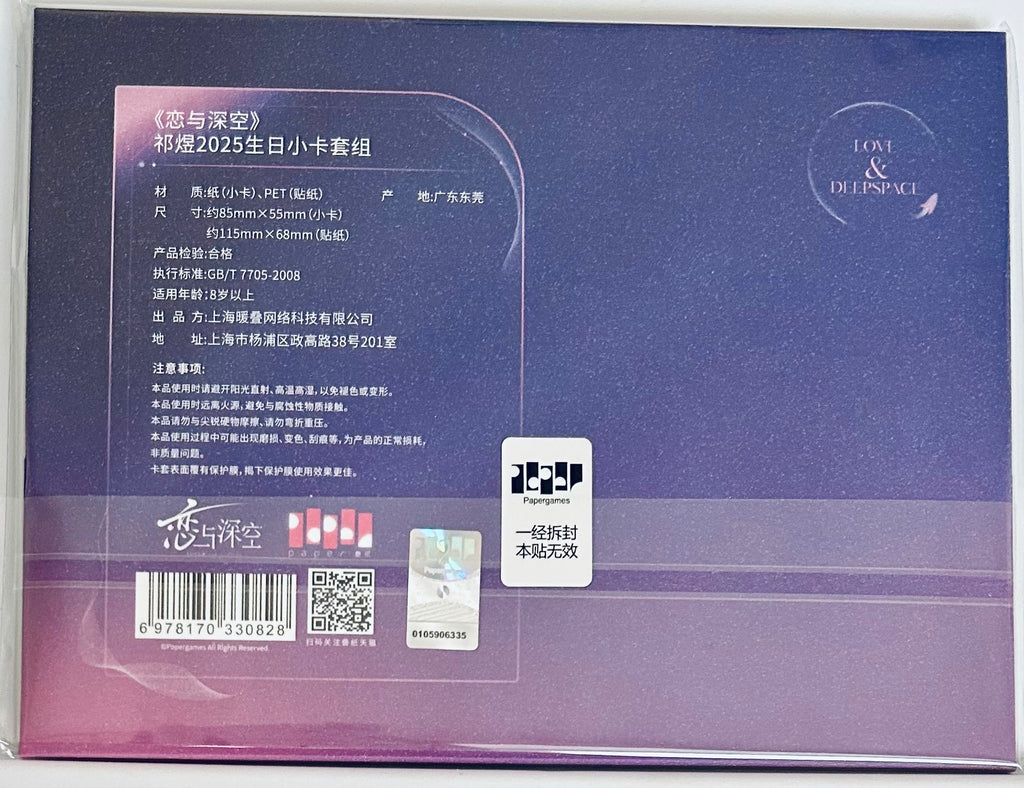 《恋与深空》
祁煜2025生日小卡套组
材 质:纸(小卡)、PET(贴纸) 产 地:广东东莞
尺 寸:约85mm×55mm(小卡)
约115mm×68mm(贴纸)
产品检验:合格
执行标准:GB/T 7705-2008
适用年龄:8岁以上
出 品 方:上海暖叠网络科技有限公司
地 址:上海市杨浦区政高路38号201室
注意事项:
本品使用时请避开阳光直射、高温高湿,以免褪色或变形。
本品使用时远离火源,避免与腐蚀性物质接触。
本品请勿与尖锐硬物摩擦、请勿弯折重压。
本品使用过程中可能出现磨损、变色、刮痕等,为产品的正常损耗,
非质量问题。
卡套表面覆有保护膜,揭下保护膜使用效果更佳。
恋与深空
paper
6 978170 330828
扫码关注叠纸天猫
©Papergames All Rights Reserved.
0105906335
paper
Papergames
一经拆封
本贴无效
LOVE
&
DEEPSPACE